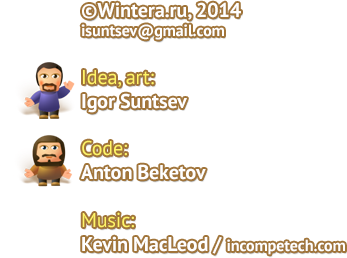 ©Wintera.ru, 2014
isuntsev@gmail.com
Idea, art:
Igor Suntsev
Code:
Anton Beketov
Music:
Kevin MacLeod / incompetech.com